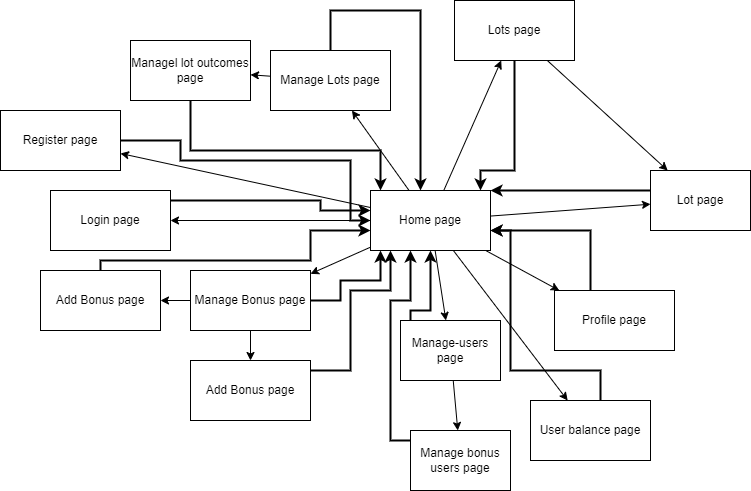 Lots page
Managel lot outcomes
page
Manage Lots page
Register page
Lot page
Login page
Home page
Add Bonus page
Manage Bonus page
Profile page
Manage-users
page
Add Bonus page
User balance page
Manage bonus
users page